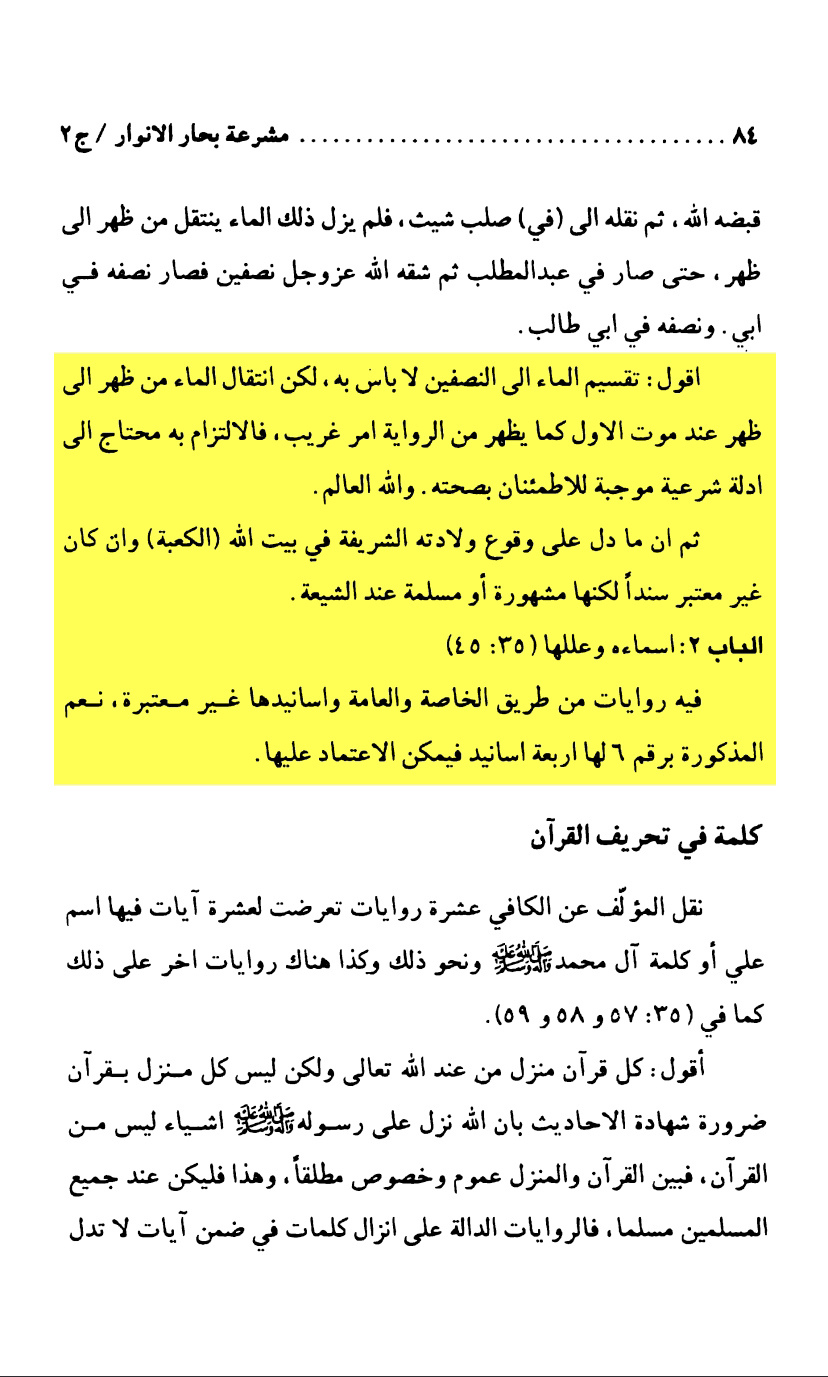 ٨٤ ..................................... مشرعة بحار الانوار / ج٢
قبضه الله، ثم نقله الى (في) صلب شيث، فلم يزل ذلك الماء ينتقل من ظهر الى
ظهر، حتى صار في عبدالمطلب ثم شقه الله عزوجل نصفين فصار نصفه في
ابي. ونصفه في ابي طالب.
اقول: تقسيم الماء الى النصفين لا باس به، لكن انتقال الماء من ظهر الى
ظهر عند موت الاول كما يظهر من الرواية امر غريب، فالالتزام به محتاج الى
ادلة شرعية موجبة للاطمئنان بصحته. والله العالم.
ثم ان ما دل على وقوع ولادته الشريفة في بيت الله (الكعبة) وان كان
غير معتبر سنداً لكنها مشهورة أو مسلمة عند الشيعة.
الباب ٢: اسماءه وعللها (٣٥: ٤٥)
فيه روايات من طريق الخاصة والعامة واسانيدها غير معتبرة، نعم
المذكورة برقم ٦ لها اربعة اسانيد فيمكن الاعتماد عليها.
كلمة في تحريف القرآن
نقل المؤلّف عن الكافي عشرة روايات تعرضت لعشرة آيات فيها اسم
علي أو كلمة آل محمد صلى الله عليه وآله وسلم ونحو ذلك وكذا هناك روايات اخر على ذلك
كما في (٣٥: ٥٧ و ٥٨ و ٥٩).
أقول: كل قرآن منزل من عند الله تعالى ولكن ليس كل منزل بقرآن
ضرورة شهادة الاحاديث بان الله نزل على رسوله صلى الله عليه وآله وسلم اشياء ليس من
القرآن، فبين القرآن والمنزل عموم وخصوص مطلقاً، وهذا فليكن عند جميع
المسلمين مسلما، فالروايات الدالة على انزال كلمات في ضمن آيات لا تدل